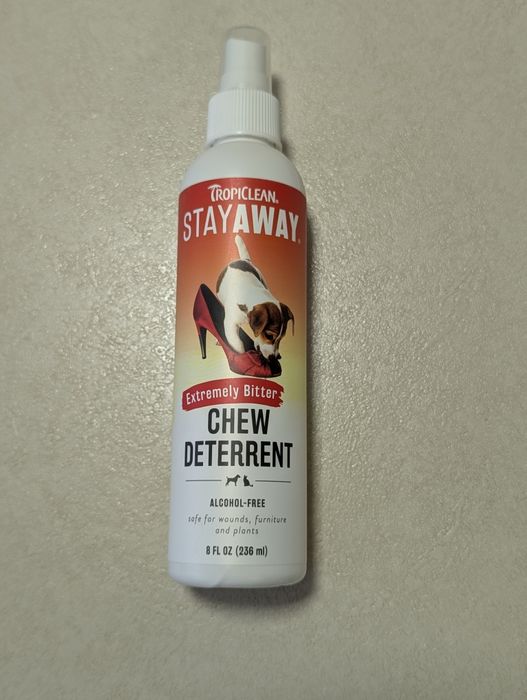 TROPICLEAN®
STAYAWAY®
Extremely Bitter
CHEW
DETERRENT
ALCOHOL-FREE
safe for wounds, furniture
and plants
8 FL OZ (236 ml)